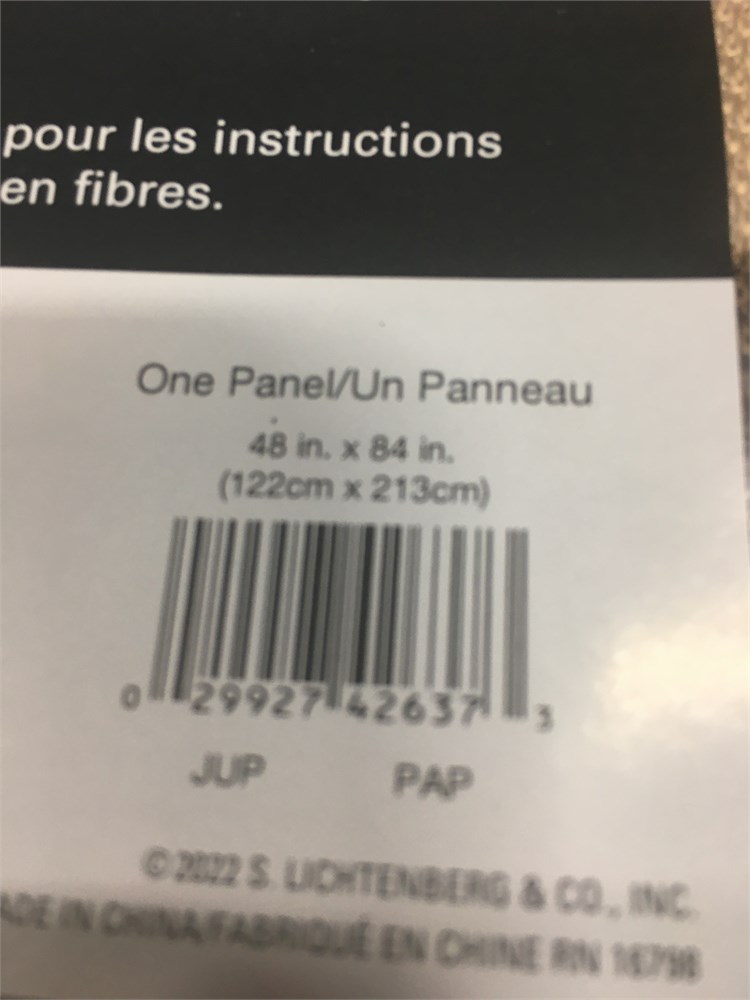 pour les instructions
en fibres.
One Panel/Un Panneau
48 in. x 84 in.
(122cm x 213cm)
0 29927 42637 3
JUP PAP
©2022 S. LICHTENBERG & CO., INC.
ADE IN CHINA/FABRIQUÉ EN CHINE RN